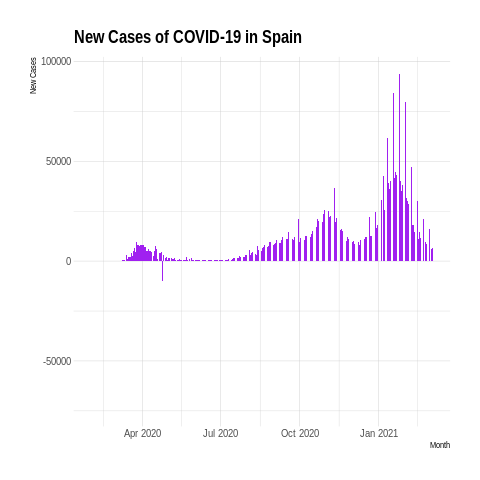 New Cases of COVID-19 in Spain
New Cases
100000
50000
0
-50000
Apr 2020 Jul 2020 Oct 2020 Jan 2021
Month